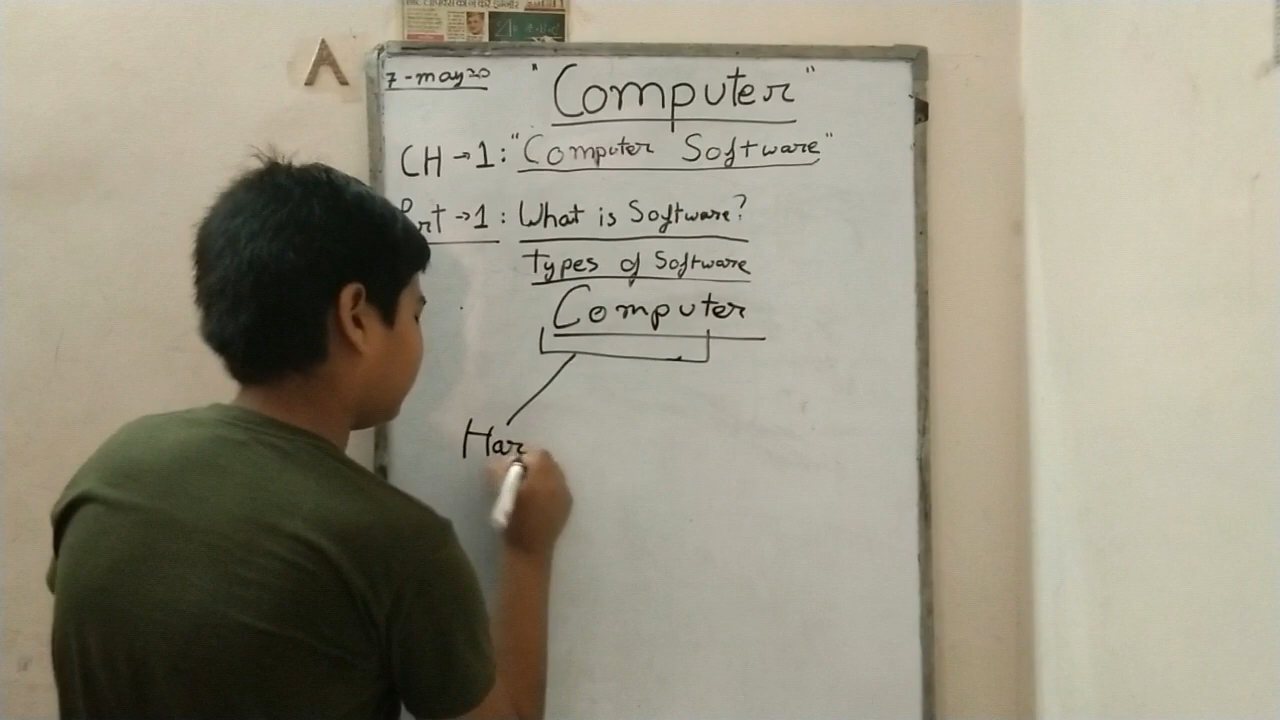 A
7-may20
"Computer"
CH → 1: "Computer Software"
Part → 1: What is Software?
Types of Software
Computer
Har